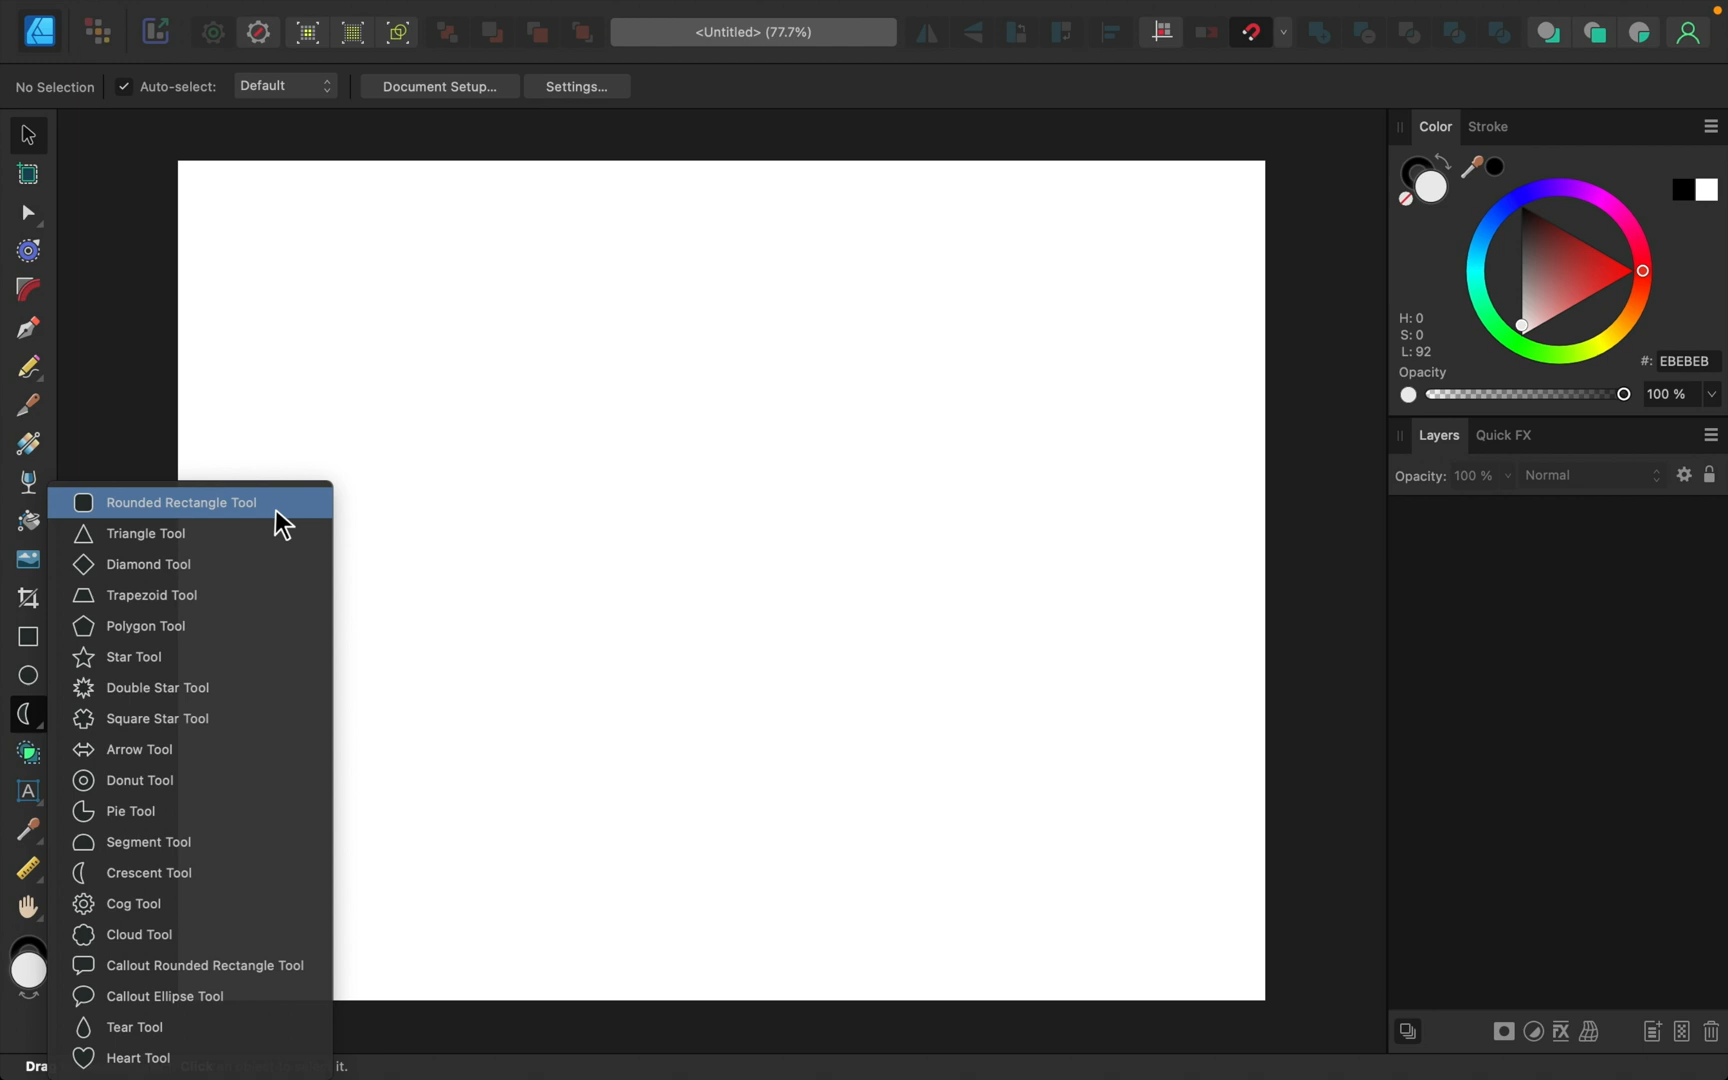 <Untitled> (77.7%)
No Selection
Auto-select:
Default
Document Setup...
Settings...
Color
Stroke
H: 0
S: 0
L: 92
#: EBEBEB
Opacity
100 %
Layers
Quick FX
Opacity: 100 %
Normal
Rounded Rectangle Tool
Triangle Tool
Diamond Tool
Trapezoid Tool
Polygon Tool
Star Tool
Double Star Tool
Square Star Tool
Arrow Tool
Donut Tool
Pie Tool
Segment Tool
Crescent Tool
Cog Tool
Cloud Tool
Callout Rounded Rectangle Tool
Callout Ellipse Tool
Tear Tool
Heart Tool
Dra
it.
A
FX